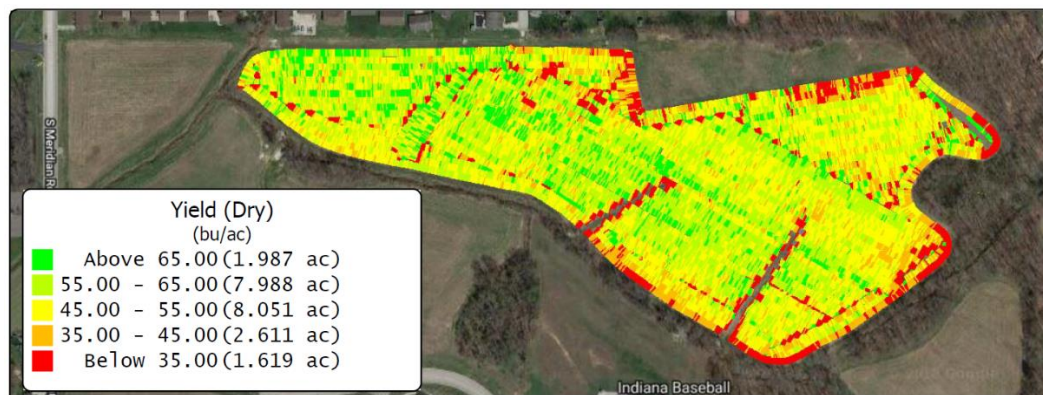 S Meridian R
Yield (Dry)
(bu/ac)
Above 65.00 (1.987 ac)
55.00 - 65.00 (7.988 ac)
45.00 - 55.00 (8.051 ac)
35.00 - 45.00 (2.611 ac)
Below 35.00 (1.619 ac)
Indiana Baseball